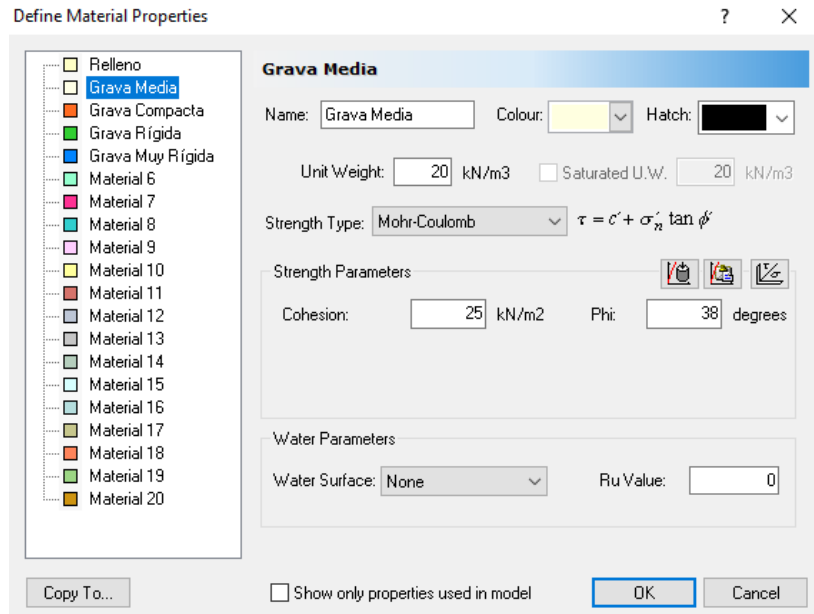 Define Material Properties
?
Relleno
Grava Media
Grava Compacta
Grava Rígida
Grava Muy Rígida
Material 6
Material 7
Material 8
Material 9
Material 10
Material 11
Material 12
Material 13
Material 14
Material 15
Material 16
Material 17
Material 18
Material 19
Material 20
Grava Media
Name: Grava Media Colour: Hatch:
Unit Weight: 20 kN/m3 Saturated U.W. 20 kN/m3
Strength Type: Mohr-Coulomb τ = c′ + σ′n tan ϕ′
Strength Parameters
Cohesion: 25 kN/m2 Phi: 38 degrees
Water Parameters
Water Surface: None Ru Value: 0
Copy To... Show only properties used in model OK Cancel